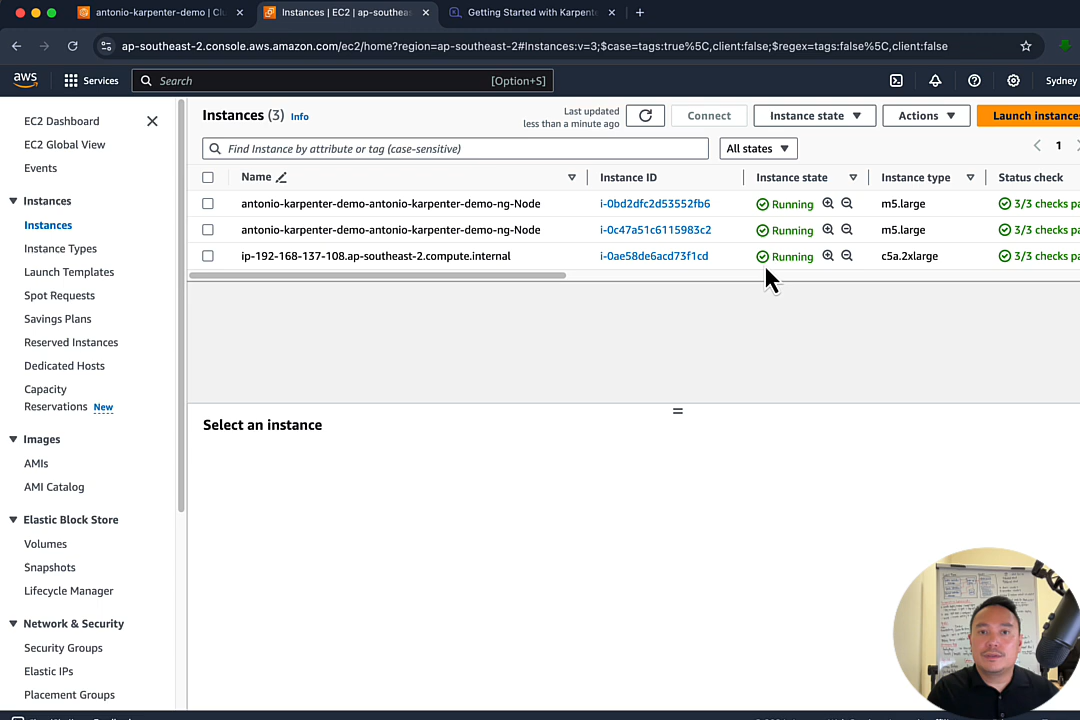 antonio-karpenter-demo | Clu
Instances | EC2 | ap-southeas
Getting Started with Karpente
ap-southeast-2.console.aws.amazon.com/ec2/home?region=ap-southeast-2#Instances:v=3;$case=tags:true%5C,client:false;$regex=tags:false%5C,client:false
aws
Services
Search
[Option+S]
Sydney
EC2 Dashboard
EC2 Global View
Events
Instances
Instances
Instance Types
Launch Templates
Spot Requests
Savings Plans
Reserved Instances
Dedicated Hosts
Capacity
Reservations New
Images
AMIs
AMI Catalog
Elastic Block Store
Volumes
Snapshots
Lifecycle Manager
Network & Security
Security Groups
Elastic IPs
Placement Groups
Instances (3) Info
Last updated
less than a minute ago
Connect
Instance state
Actions
Launch instances
Find Instance by attribute or tag (case-sensitive)
All states
1
Name
Instance ID
Instance state
Instance type
Status check
antonio-karpenter-demo-antonio-karpenter-demo-ng-Node i-0bd2dfc2d53552fb6 Running m5.large 3/3 checks pa
antonio-karpenter-demo-antonio-karpenter-demo-ng-Node i-0c47a51c6115983c2 Running m5.large 3/3 checks pa
ip-192-168-137-108.ap-southeast-2.compute.internal i-0ae58de6acd73f1cd Running c5a.2xlarge 3/3 checks pa
Select an instance